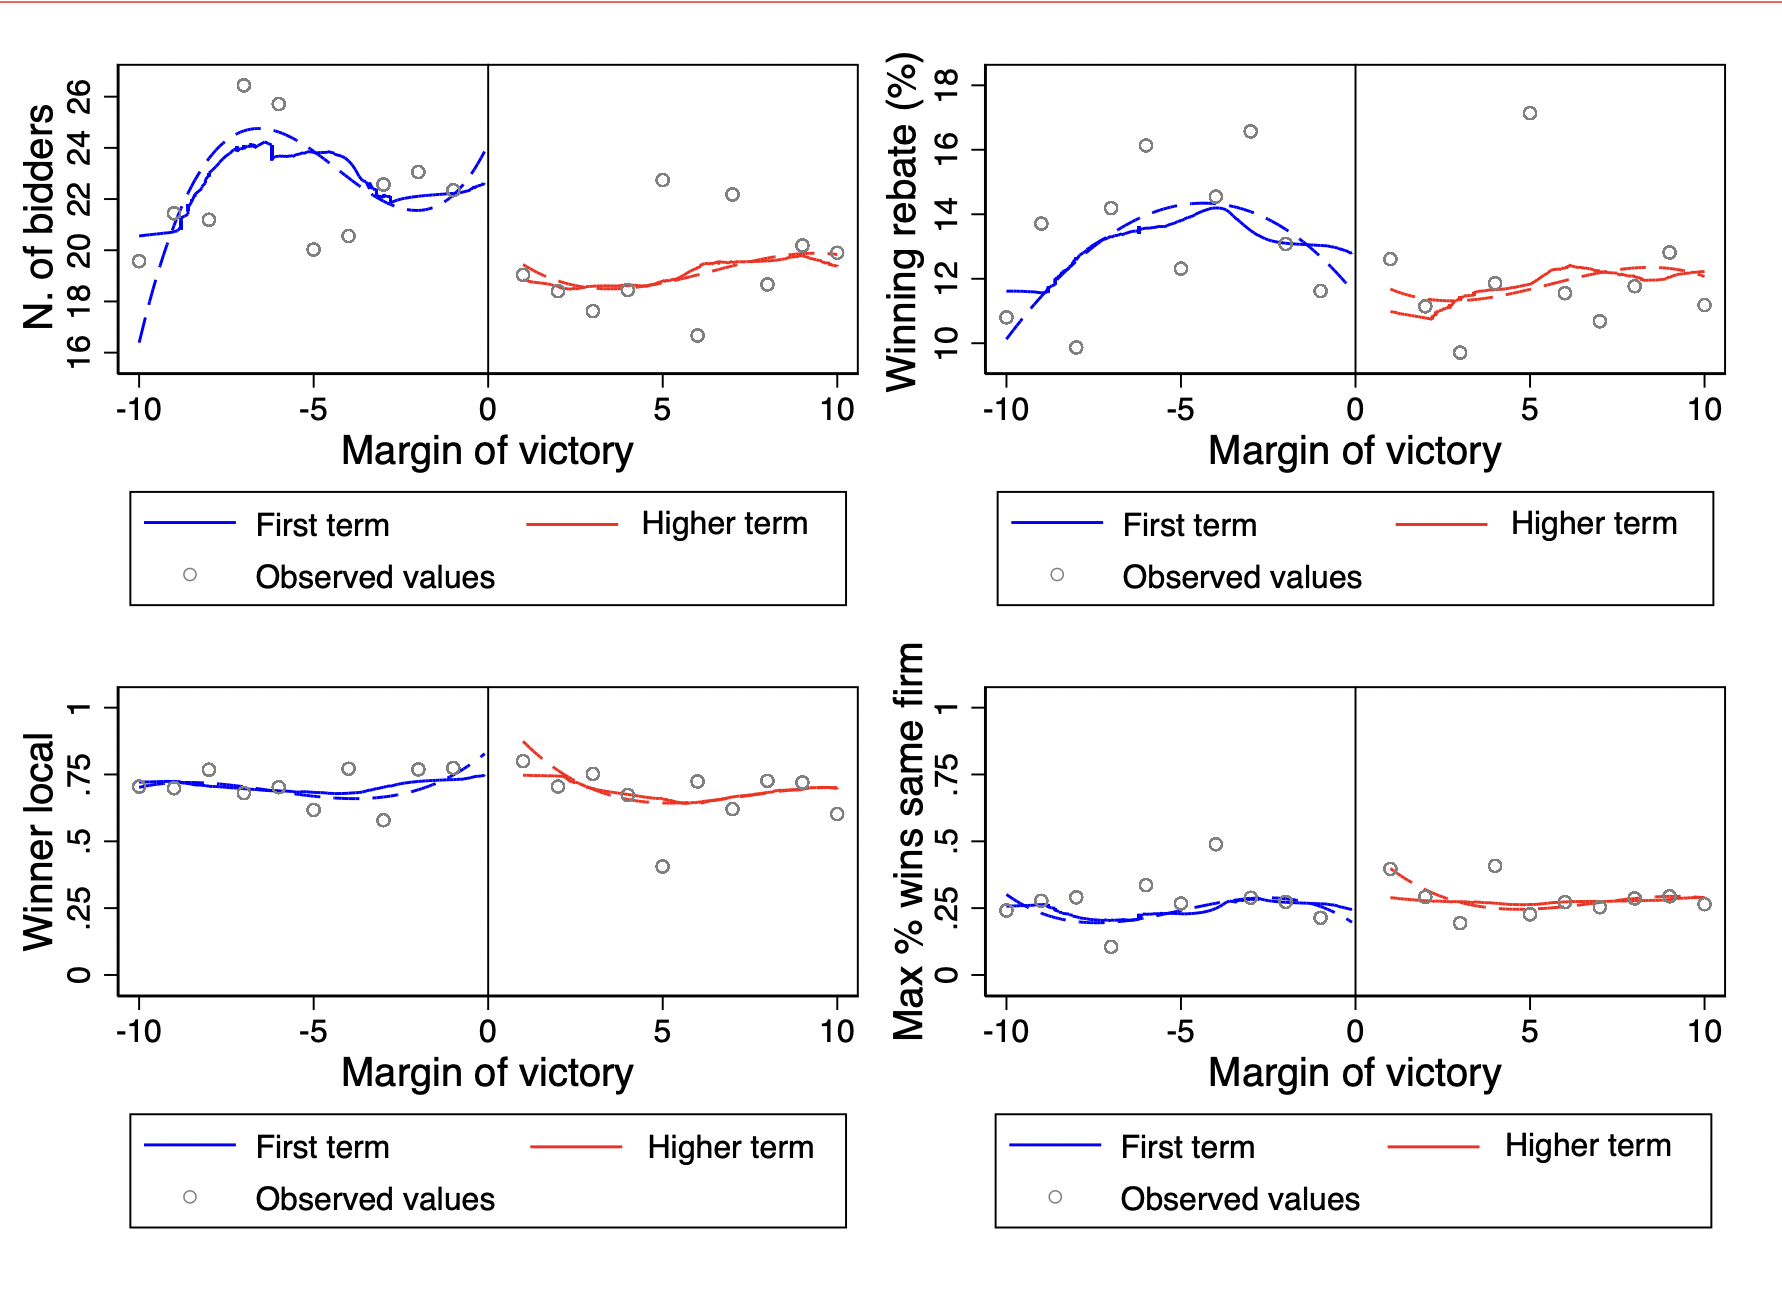 N. of bidders
26
24
22
20
18
16
-10 -5 0 5 10
Margin of victory
First term Higher term
Observed values
Winning rebate (%)
18
16
14
12
10
-10 -5 0 5 10
Margin of victory
First term Higher term
Observed values
Winner local
1
.75
.5
.25
0
-10 -5 0 5 10
Margin of victory
First term Higher term
Observed values
Max % wins same firm
1
.75
.5
.25
0
-10 -5 0 5 10
Margin of victory
First term Higher term
Observed values